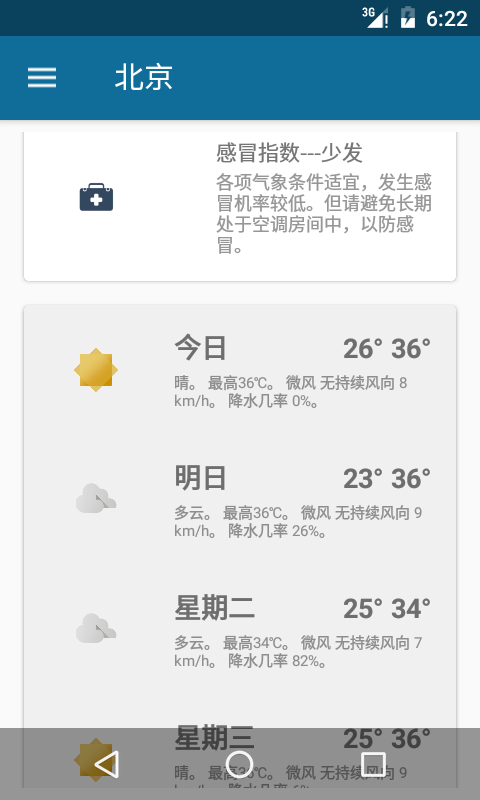 3G 6:22
北京
感冒指数---少发
各项气象条件适宜，发生感
冒机率较低。但请避免长期
处于空调房间中，以防感
冒。
今日 26° 36°
晴。 最高36℃。 微风 无持续风向 8
km/h。 降水几率 0%。
明日 23° 36°
多云。 最高36℃。 微风 无持续风向 9
km/h。 降水几率 26%。
星期二 25° 34°
多云。 最高34℃。 微风 无持续风向 7
km/h。 降水几率 82%。
星期三 25° 36°
晴。 最高36℃。 微风 无持续风向 9